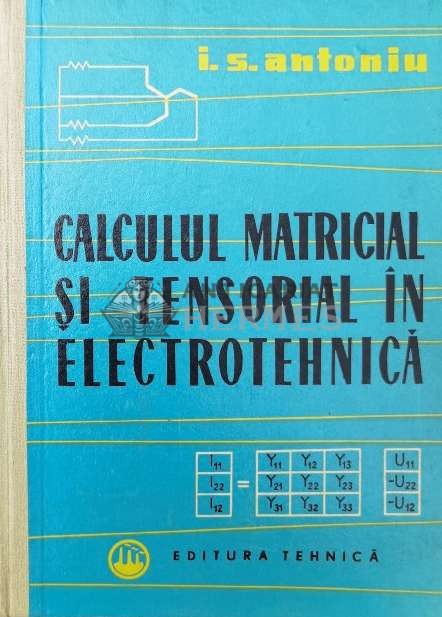 i.s.antoniu
CALCULUL MATRICIAL
ȘI TENSORIAL ÎN
ELECTROTEHNICĂ
I11 = Y11 Y12 Y13 U11
I22 Y21 Y22 Y23 -U22
I12 Y31 Y32 Y33 -U12
EDITURA TEHNICĂ